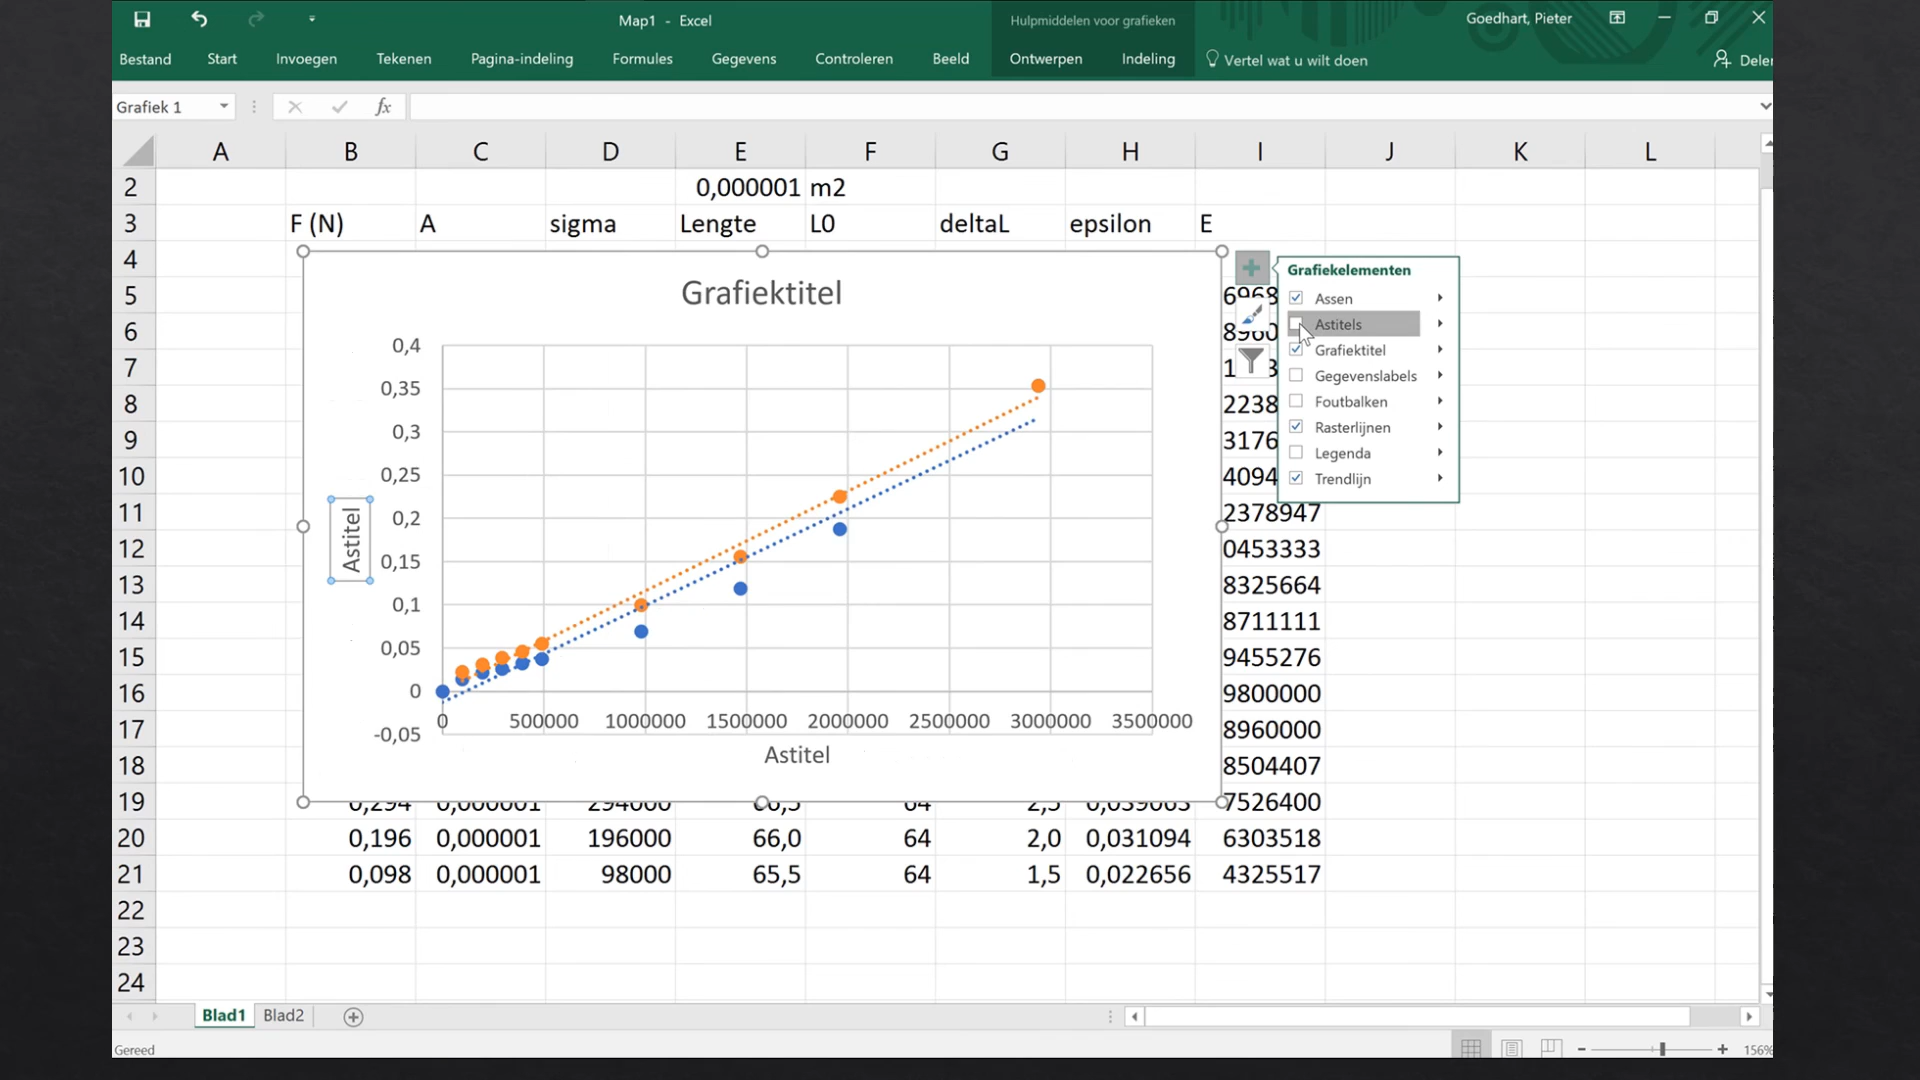 Map1 - Excel
Hulpmiddelen voor grafieken
Goedhart, Pieter
Bestand Start Invoegen Tekenen Pagina-indeling Formules Gegevens Controleren Beeld Ontwerpen Indeling Vertel wat u wilt doen
Grafiek 1 fx
A B C D E F G H I J K L
2 0,000001 m2
3 F (N) A sigma Lengte L0 deltaL epsilon E
4
5
6
7
8 2238
9 3176
10 4094
11 2378947
12 0453333
13 8325664
14 8711111
15 9455276
16 9800000
17 8960000
18 8504407
19 7526400
20 0,196 0,000001 196000 66,0 64 2,0 0,031094 6303518
21 0,098 0,000001 98000 65,5 64 1,5 0,022656 4325517
22
23
24
Grafiektitel
0,4
0,35
0,3
0,25
0,2
0,15
0,1
0,05
0
-0,05
0 500000 1000000 1500000 2000000 2500000 3000000 3500000
Astitel
Astitel
Grafiekelementen
Assen
Astitels
Grafiektitel
Gegevenslabels
Foutbalken
Rasterlijnen
Legenda
Trendlijn
Blad1 Blad2
Gereed